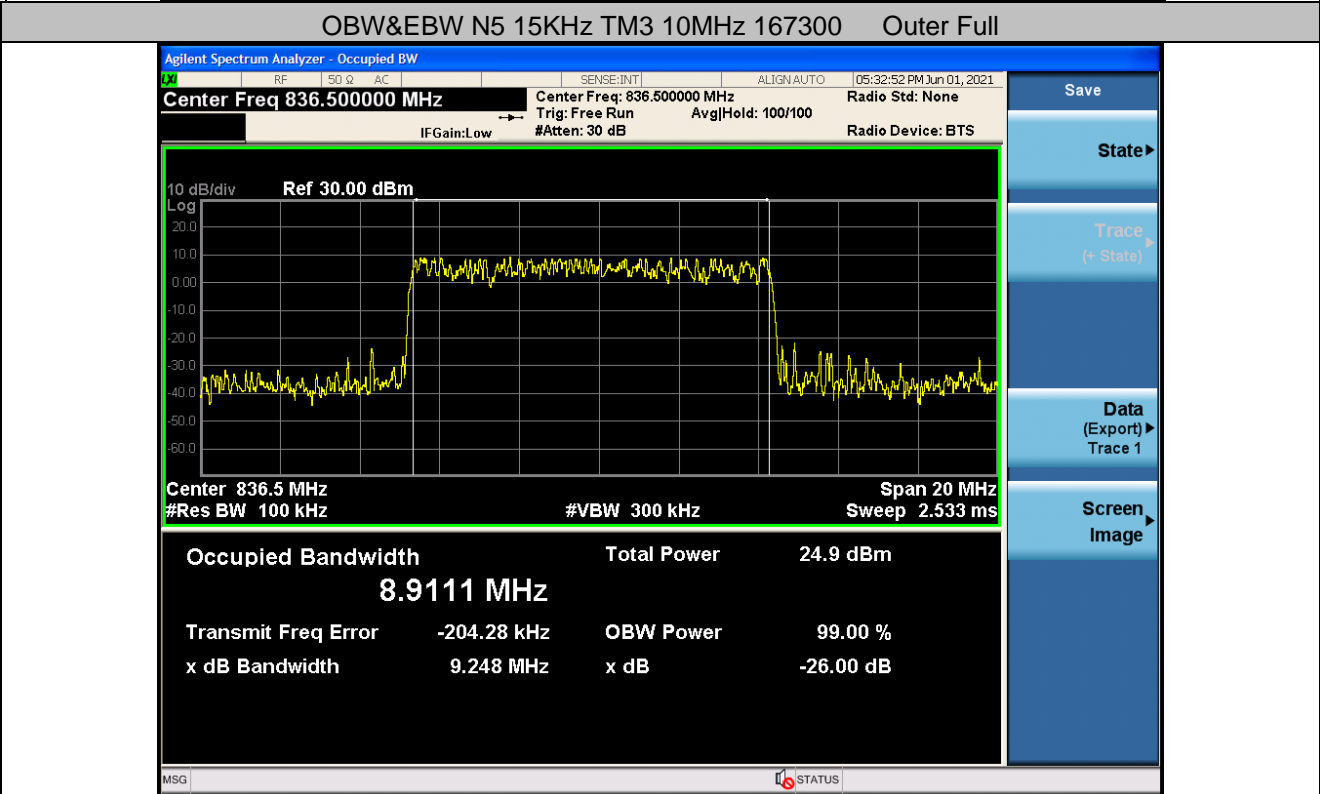 OBW&EBW N5 15KHz TM3 10MHz 167300 Outer Full
Agilent Spectrum Analyzer - Occupied BW
LXI RF 50 Ω AC SENSE:INT ALIGN AUTO 05:32:52 PM Jun 01, 2021
Center Freq 836.500000 MHz
Center Freq: 836.500000 MHz
Radio Std: None
Trig: Free Run Avg|Hold: 100/100
IFGain:Low
#Atten: 30 dB
Radio Device: BTS
10 dB/div
Ref 30.00 dBm
Log
20.0
10.0
0.00
-10.0
-20.0
-30.0
-40.0
-50.0
-60.0
Center 836.5 MHz
Span 20 MHz
#Res BW 100 kHz
#VBW 300 kHz
Sweep 2.533 ms
Occupied Bandwidth
8.9111 MHz
Total Power 24.9 dBm
Transmit Freq Error -204.28 kHz
OBW Power 99.00 %
x dB Bandwidth 9.248 MHz
x dB -26.00 dB
MSG
STATUS
Save
State
Trace
(+ State)
Data
(Export)
Trace 1
Screen
Image